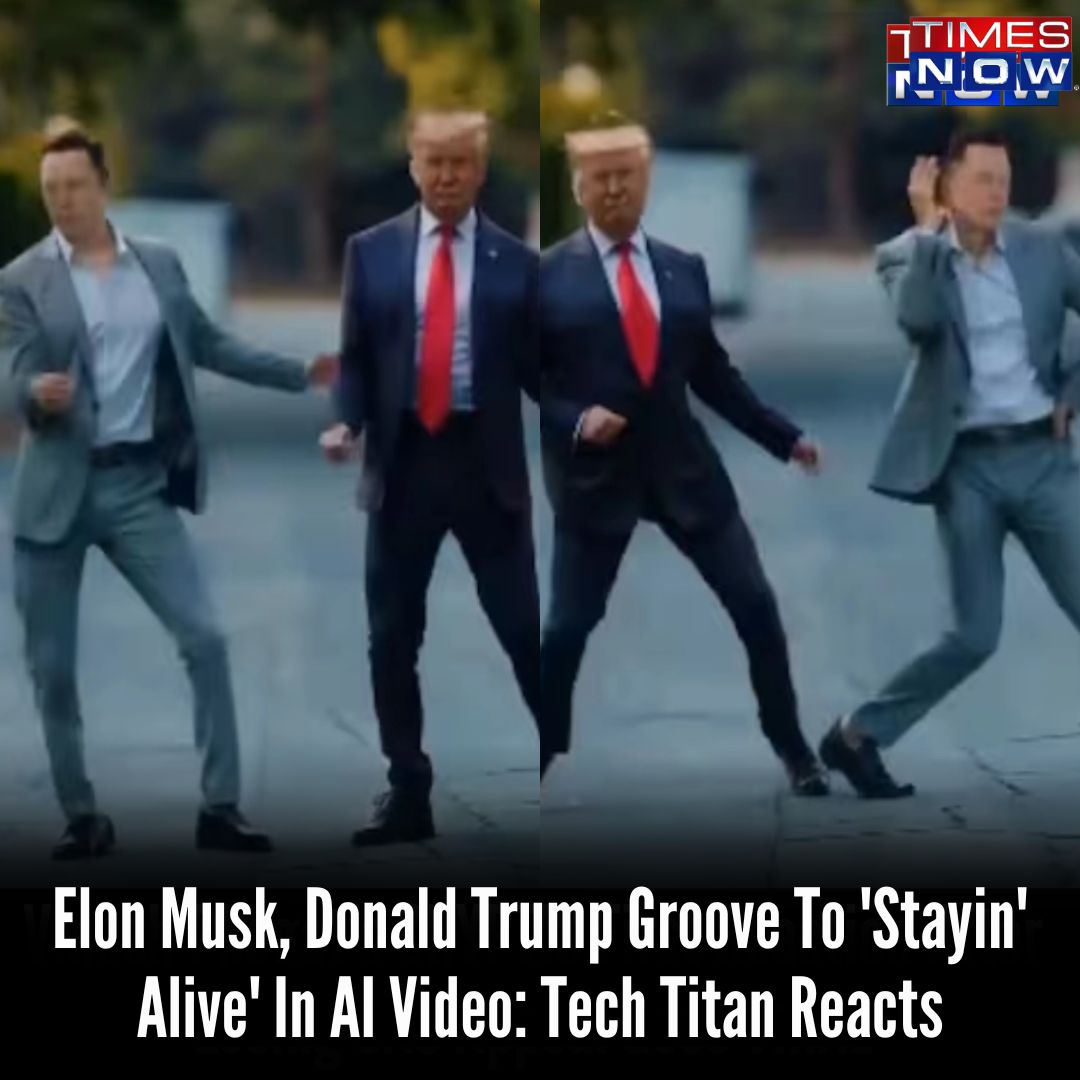 TIMES
NOW
Elon Musk, Donald Trump Groove To 'Stayin'
Alive' In AI Video: Tech Titan Reacts